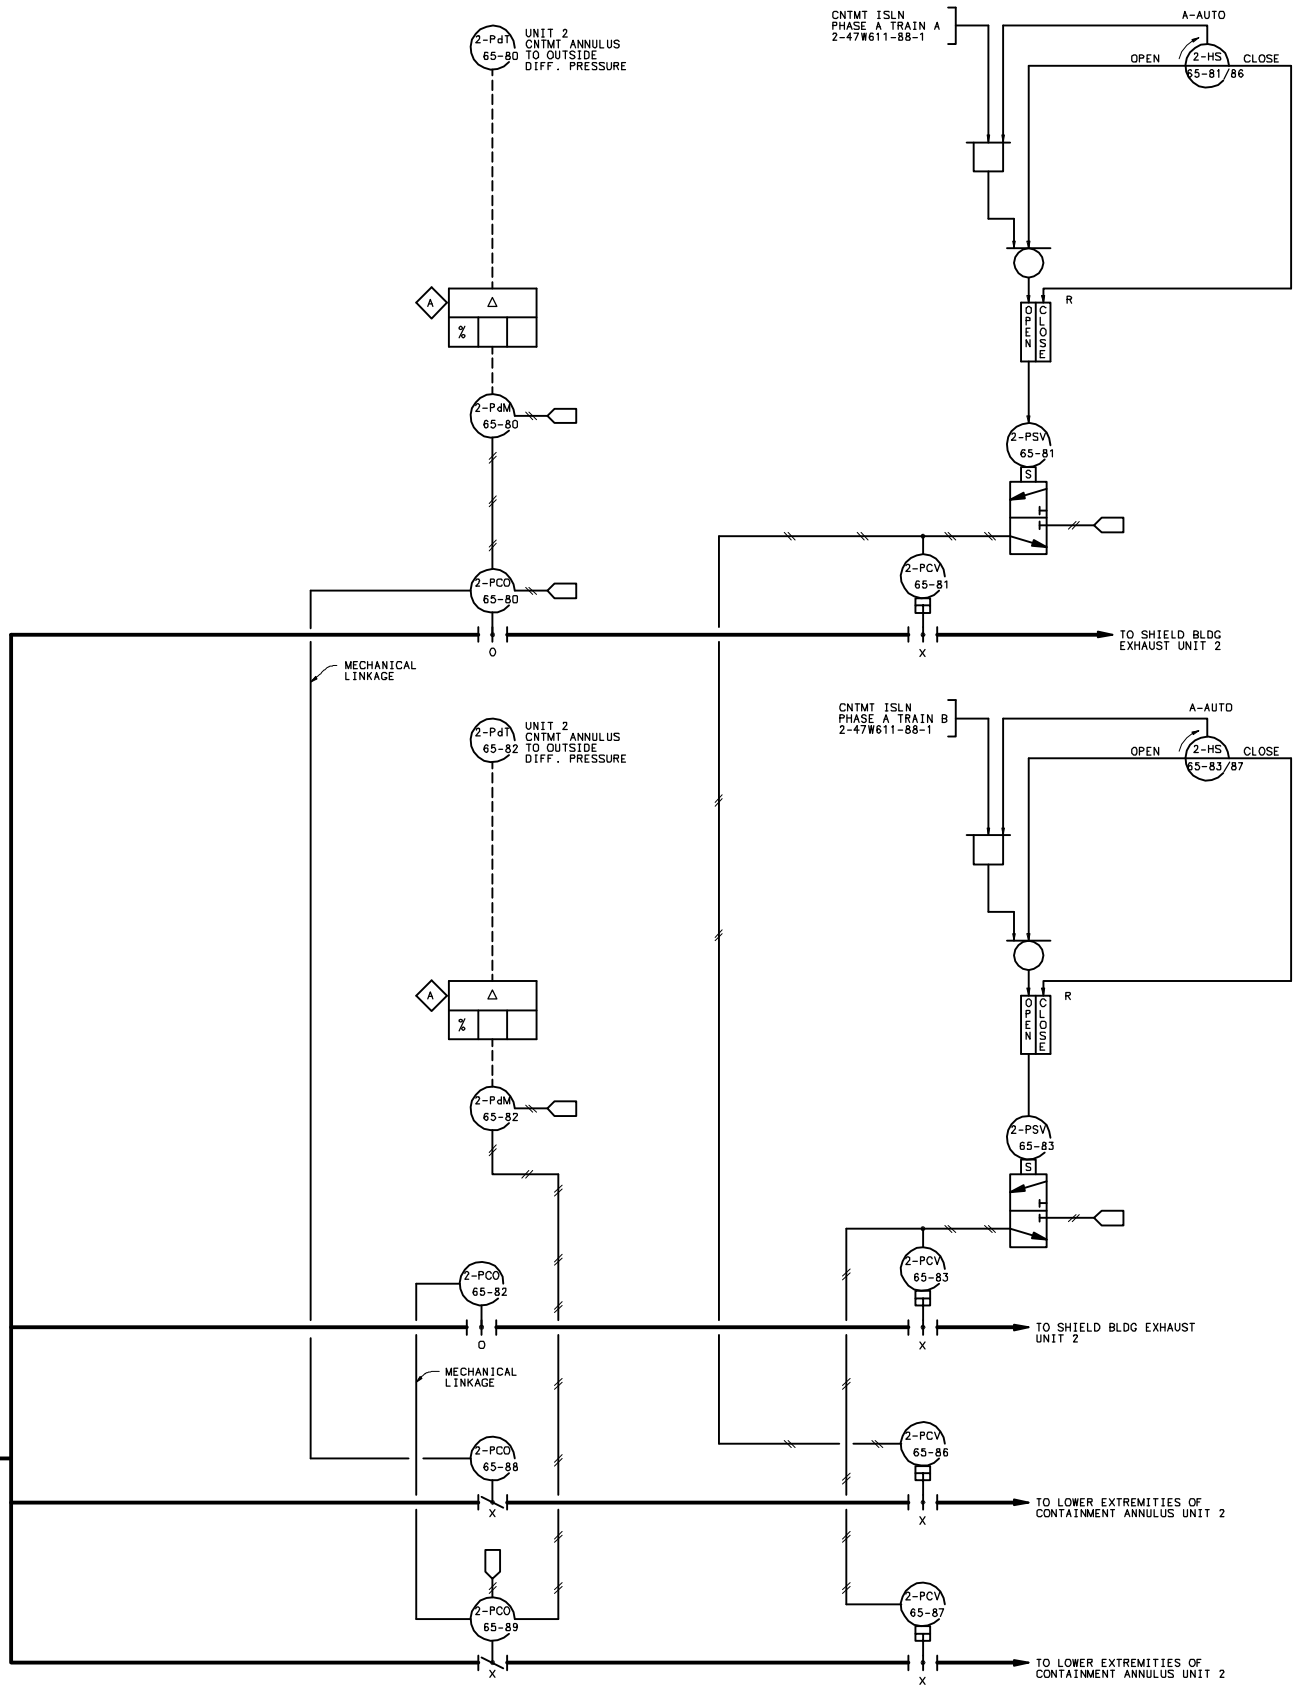 CNTMT ISLN
PHASE A TRAIN A
2-47W611-88-1
A-AUTO
2-PdT
65-80
UNIT 2
CNTMT ANNULUS
TO OUTSIDE
DIFF. PRESSURE
OPEN
2-HS
65-81/86
CLOSE
A
△
%
R
OPEN
CLOSE
2-PdM
65-80
2-PSV
65-81
S
2-PCO
65-80
2-PCV
65-81
O
X
TO SHIELD BLDG
EXHAUST UNIT 2
MECHANICAL
LINKAGE
CNTMT ISLN
PHASE A TRAIN B
2-47W611-88-1
A-AUTO
2-PdT
65-82
UNIT 2
CNTMT ANNULUS
TO OUTSIDE
DIFF. PRESSURE
OPEN
2-HS
65-83/87
CLOSE
A
△
%
R
OPEN
CLOSE
2-PdM
65-82
2-PSV
65-83
S
2-PCO
65-82
2-PCV
65-83
O
X
TO SHIELD BLDG EXHAUST
UNIT 2
MECHANICAL
LINKAGE
2-PCO
65-88
2-PCV
65-86
X
X
TO LOWER EXTREMITIES OF
CONTAINMENT ANNULUS UNIT 2
2-PCO
65-89
2-PCV
65-87
X
X
TO LOWER EXTREMITIES OF
CONTAINMENT ANNULUS UNIT 2